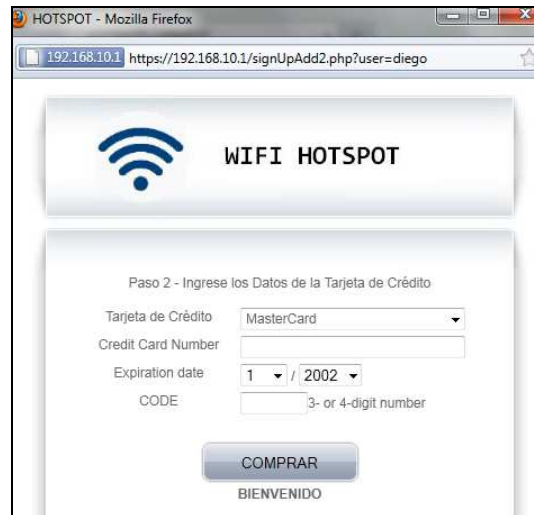 HOTSPOT - Mozilla Firefox
192.168.10.1 https://192.168.10.1/signUpAdd2.php?user=diego
WIFI HOTSPOT
Paso 2 - Ingrese los Datos de la Tarjeta de Crédito
Tarjeta de Crédito MasterCard
Credit Card Number
Expiration date 1 / 2002
CODE 3- or 4-digit number
COMPRAR
BIENVENIDO